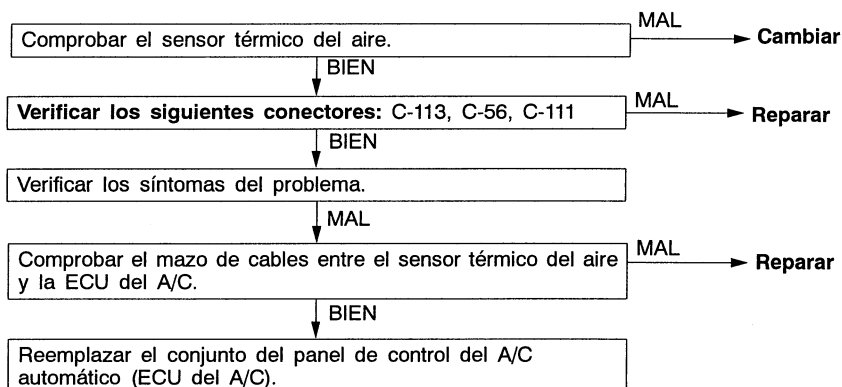 Comprobar el sensor térmico del aire.
MAL
Cambiar
BIEN
Verificar los siguientes conectores: C-113, C-56, C-111
MAL
Reparar
BIEN
Verificar los síntomas del problema.
MAL
Comprobar el mazo de cables entre el sensor térmico del aire
y la ECU del A/C.
MAL
Reparar
BIEN
Reemplazar el conjunto del panel de control del A/C
automático (ECU del A/C).